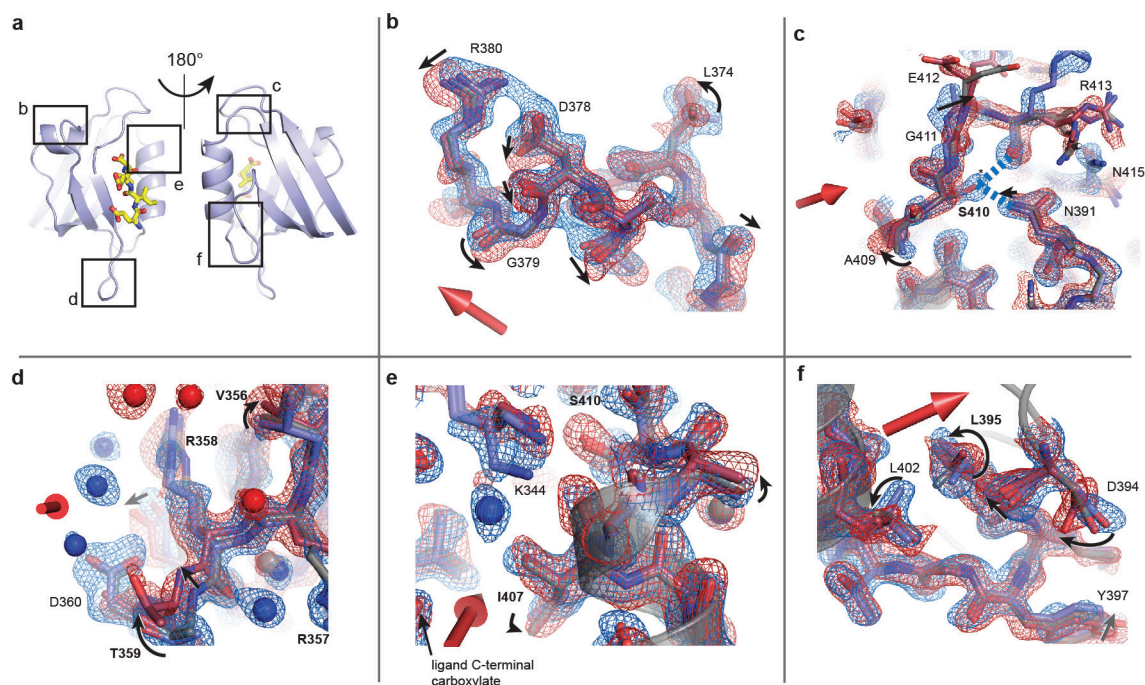 a
180°
b
c
e
f
d
b
R380
D378
L374
G379
c
E412
R413
G411
N415
S410
N391
A409
d
V356
R358
D360
T359
R357
e
S410
K344
I407
ligand C-terminal
carboxylate
f
L395
L402
D394
Y397